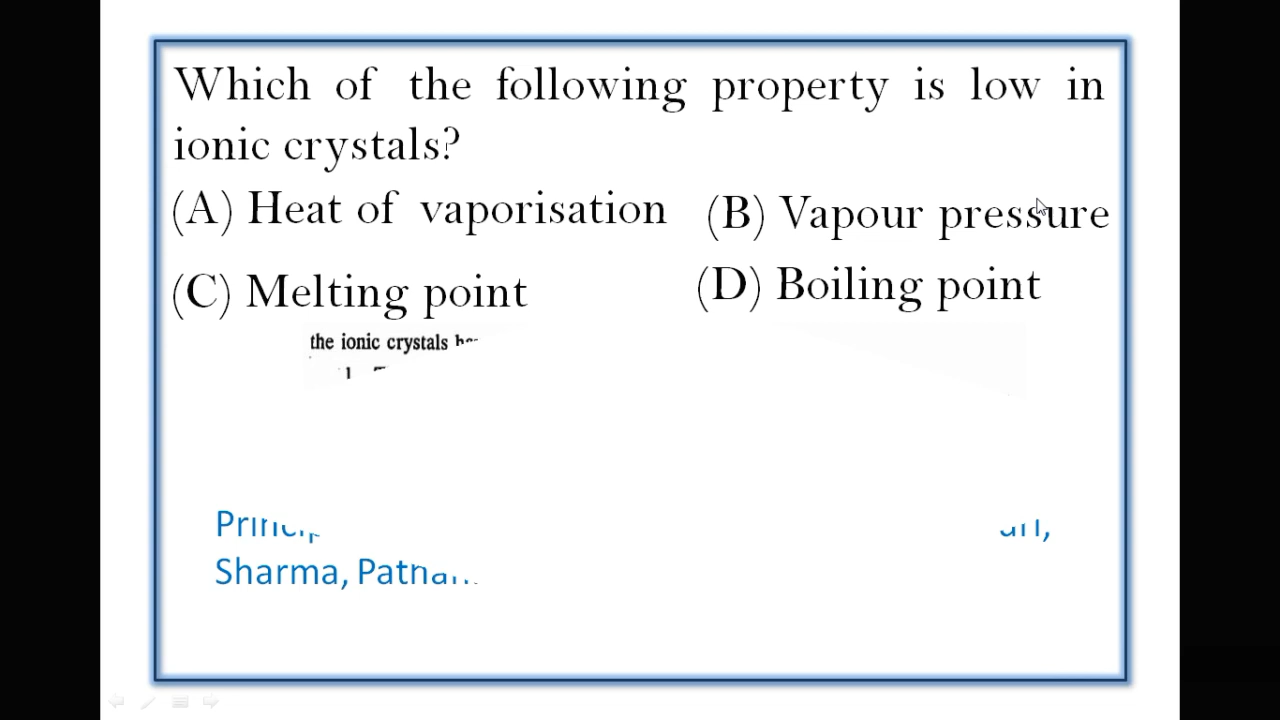 Which of the following property is low in
ionic crystals?
(A) Heat of vaporisation (B) Vapour pressure
(C) Melting point (D) Boiling point
the ionic crystals
Sharma,